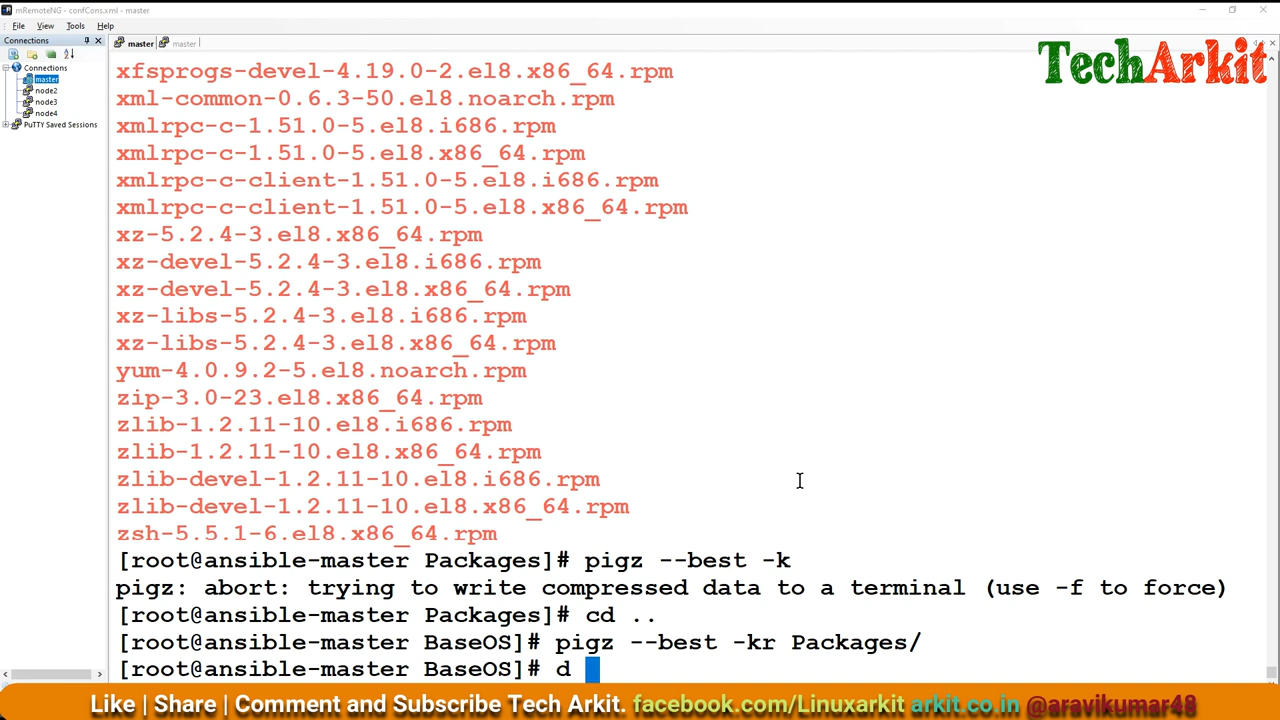 mRemoteNG - confCons.xml - master
File View Tools Help
Connections
master master
TechArkit
Connections
master
node2
node3
node4
PuTTY Saved Sessions
xfsprogs-devel-4.19.0-2.el8.x86_64.rpm
xml-common-0.6.3-50.el8.noarch.rpm
xmlrpc-c-1.51.0-5.el8.i686.rpm
xmlrpc-c-1.51.0-5.el8.x86_64.rpm
xmlrpc-c-client-1.51.0-5.el8.i686.rpm
xmlrpc-c-client-1.51.0-5.el8.x86_64.rpm
xz-5.2.4-3.el8.x86_64.rpm
xz-devel-5.2.4-3.el8.i686.rpm
xz-devel-5.2.4-3.el8.x86_64.rpm
xz-libs-5.2.4-3.el8.i686.rpm
xz-libs-5.2.4-3.el8.x86_64.rpm
yum-4.0.9.2-5.el8.noarch.rpm
zip-3.0-23.el8.x86_64.rpm
zlib-1.2.11-10.el8.i686.rpm
zlib-1.2.11-10.el8.x86_64.rpm
zlib-devel-1.2.11-10.el8.i686.rpm
zlib-devel-1.2.11-10.el8.x86_64.rpm
zsh-5.5.1-6.el8.x86_64.rpm
[root@ansible-master Packages]# pigz --best -k
pigz: abort: trying to write compressed data to a terminal (use -f to force)
[root@ansible-master Packages]# cd ..
[root@ansible-master BaseOS]# pigz --best -kr Packages/
[root@ansible-master BaseOS]# d
Like | Share | Comment and Subscribe Tech Arkit. facebook.com/Linuxarkit arkit.co.in @aravikumar48